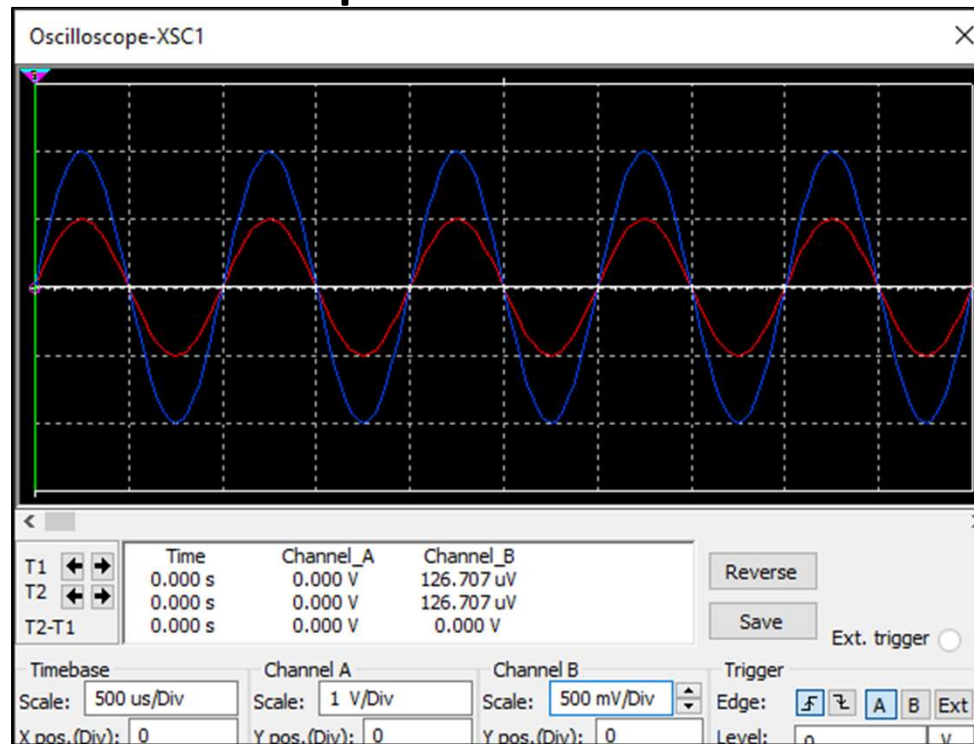 Oscilloscope-XSC1
T1
T2
T2-T1
Time Channel_A Channel_B
0.000 s 0.000 V 126.707 uV
0.000 s 0.000 V 126.707 uV
0.000 s 0.000 V 0.000 V
Reverse
Save
Ext. trigger
Timebase
Scale: 500 us/Div
X pos.(Div): 0
Channel A
Scale: 1 V/Div
Y pos.(Div): 0
Channel B
Scale: 500 mV/Div
Y pos.(Div): 0
Trigger
Edge: A B Ext
Level: 0 V